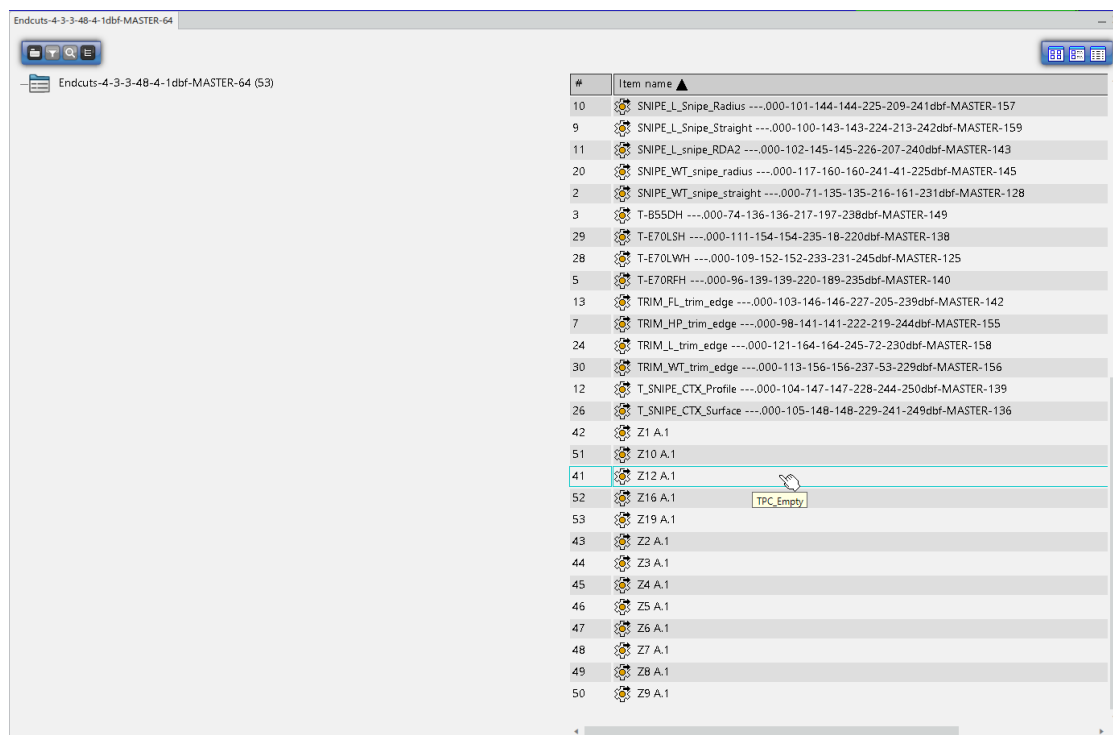 Endcuts-4-3-3-48-4-1dbf-MASTER-64
Endcuts-4-3-3-48-4-1dbf-MASTER-64 (53)
# Item name
10 SNIPE_L_Snipe_Radius ---.000-101-144-144-225-209-241dbf-MASTER-157
9 SNIPE_L_Snipe_Straight ---.000-100-143-143-224-213-242dbf-MASTER-159
11 SNIPE_L_snipe_RDA2 ---.000-102-145-145-226-207-240dbf-MASTER-143
20 SNIPE_WT_snipe_radius ---.000-117-160-160-241-41-225dbf-MASTER-145
2 SNIPE_WT_snipe_straight ---.000-71-135-135-216-161-231dbf-MASTER-128
3 T-B55DH ---.000-74-136-136-217-197-238dbf-MASTER-149
29 T-E70LSH ---.000-111-154-154-235-18-220dbf-MASTER-138
28 T-E70LWH ---.000-109-152-152-233-231-245dbf-MASTER-125
5 T-E70RFH ---.000-96-139-139-220-189-235dbf-MASTER-140
13 TRIM_FL_trim_edge ---.000-103-146-146-227-205-239dbf-MASTER-142
7 TRIM_HP_trim_edge ---.000-98-141-141-222-219-244dbf-MASTER-155
24 TRIM_L_trim_edge ---.000-121-164-164-245-72-230dbf-MASTER-158
30 TRIM_WT_trim_edge ---.000-113-156-156-237-53-229dbf-MASTER-156
12 T_SNIPE_CTX_Profile ---.000-104-147-147-228-244-250dbf-MASTER-139
26 T_SNIPE_CTX_Surface ---.000-105-148-148-229-241-249dbf-MASTER-136
42 Z1 A.1
51 Z10 A.1
41 Z12 A.1
52 Z16 A.1
TPC_Empty
53 Z19 A.1
43 Z2 A.1
44 Z3 A.1
45 Z4 A.1
46 Z5 A.1
47 Z6 A.1
48 Z7 A.1
49 Z8 A.1
50 Z9 A.1